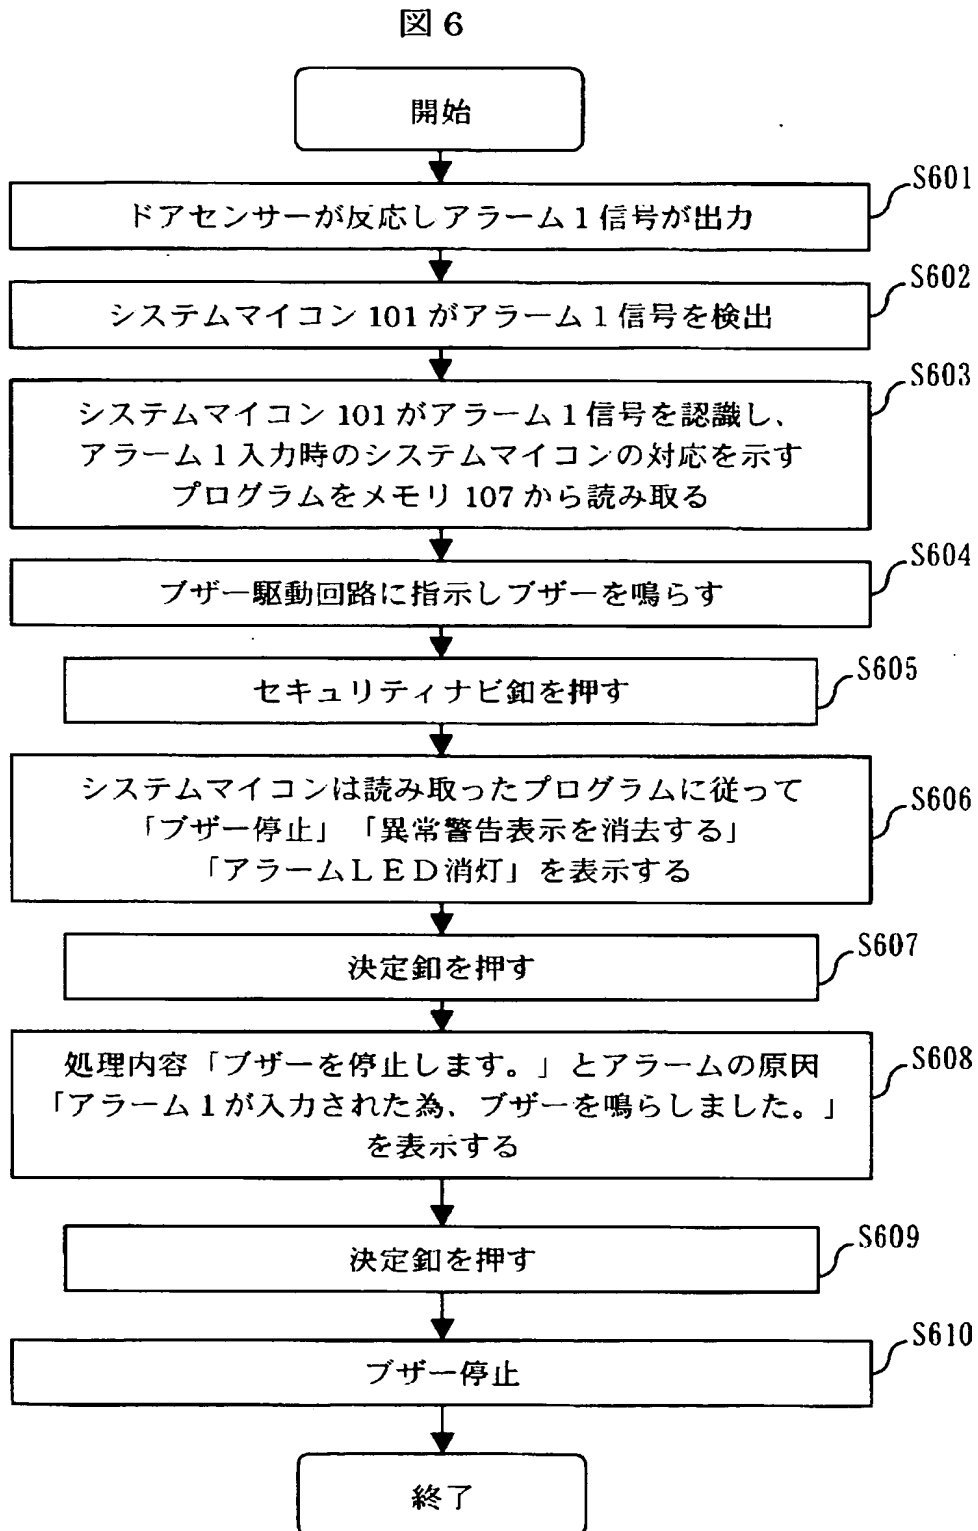 図6
開始
S601
ドアセンサーが反応しアラーム1信号が出力
S602
システムマイコン101がアラーム1信号を検出
S603
システムマイコン101がアラーム1信号を認識し、
アラーム1入力時のシステムマイコンの対応を示す
プログラムをメモリ107から読み取る
S604
ブザー駆動回路に指示しブザーを鳴らす
S605
セキュリティナビ釦を押す
S606
システムマイコンは読み取ったプログラムに従って
「ブザー停止」「異常警告表示を消去する」
「アラームLED消灯」を表示する
S607
決定釦を押す
S608
処理内容「ブザーを停止します。」とアラームの原因
「アラーム1が入力された為、ブザーを鳴らしました。」
を表示する
S609
決定釦を押す
S610
ブザー停止
終了